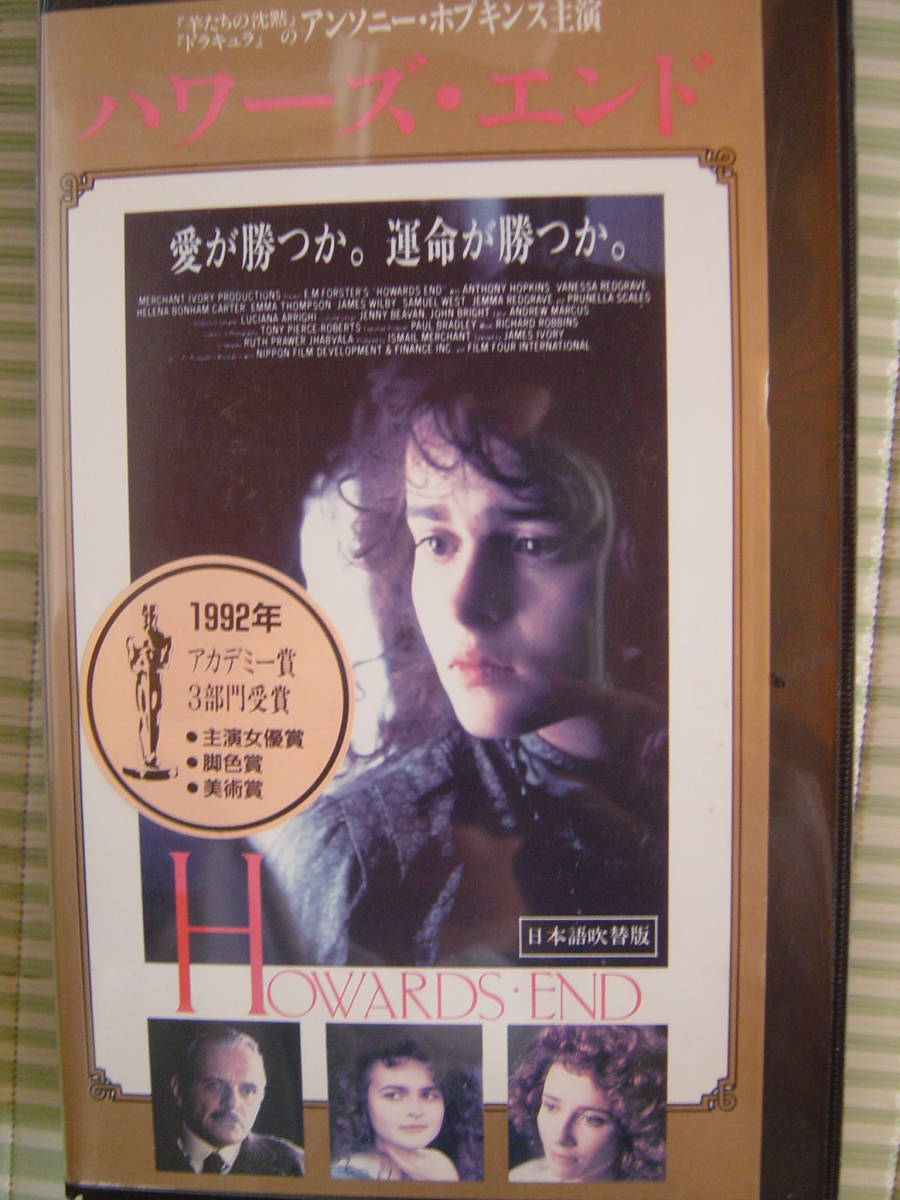 『羊たちの沈黙』
『ドラキュラ』 の アンソニー・ホプキンス主演
ハワーズ・エンド
愛が勝つか。運命が勝つか。
MERCHANT IVORY PRODUCTIONS E.M.FORSTER'S "HOWARDS END" ANTHONY HOPKINS VANESSA REDGRAVE
HELENA BONHAM CARTER EMMA THOMPSON JAMES WILBY SAMUEL WEST JEMMA REDGRAVE PRUNELLA SCALES
LUCIANA ARRIGHI JENNY BEAVAN JOHN BRIGHT ANDREW MARCUS
TONY PIERCE-ROBERTS PAUL BRADLEY RICHARD ROBBINS
RUTH PRAWER JHABVALA ISMAIL MERCHANT JAMES IVORY
NIPPON FILM DEVELOPMENT & FINANCE INC FILM FOUR INTERNATIONAL
1992年
アカデミー賞
3部門受賞
●主演女優賞
●脚色賞
●美術賞
日本語吹替版
HOWARDS・END